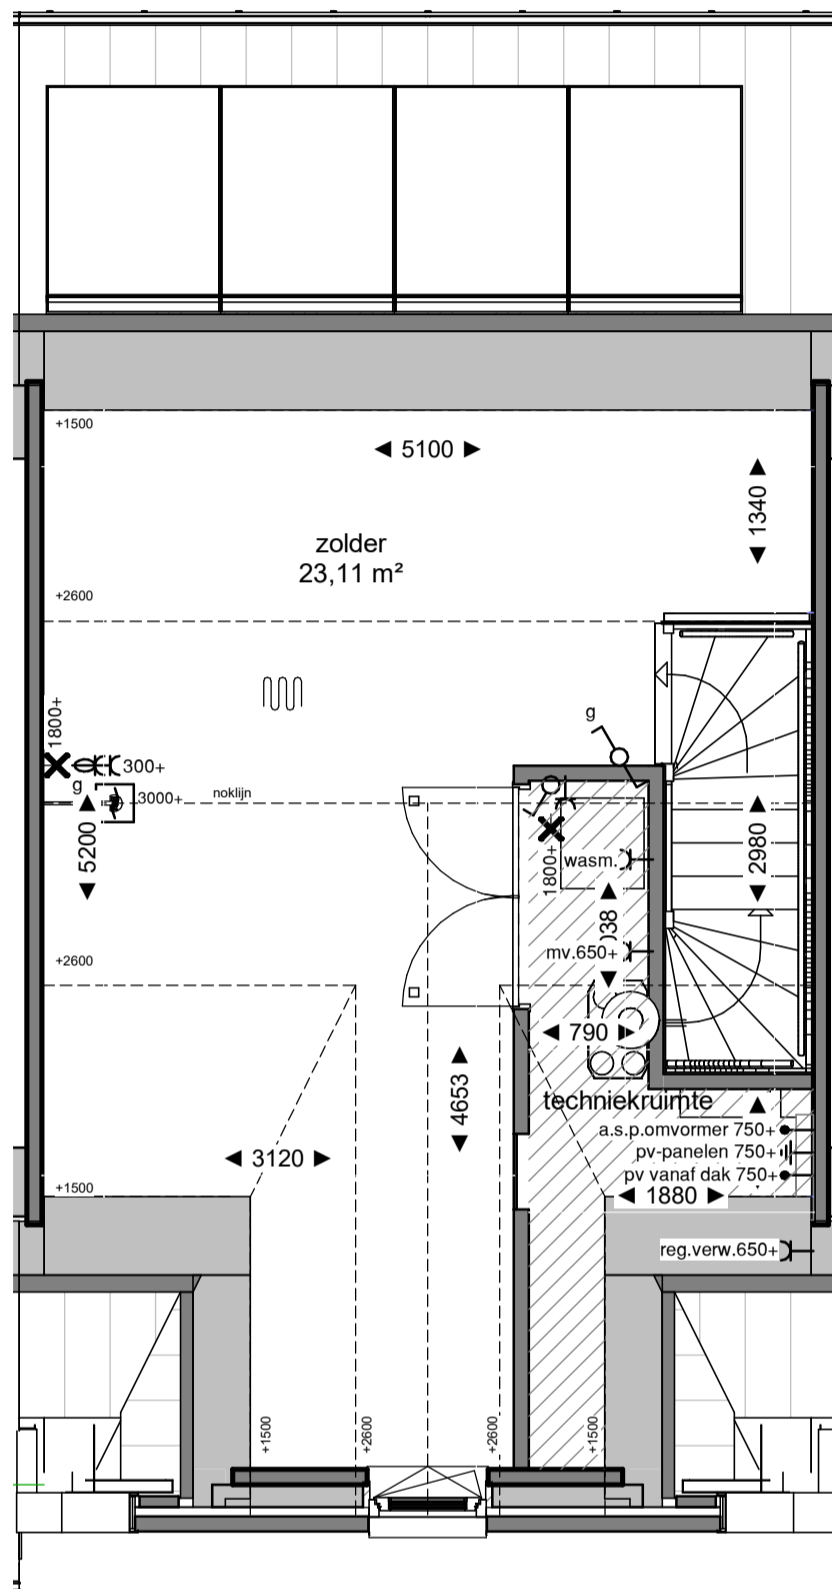 +1500
5100
1340
zolder
23,11 m²
+2600
1800+
g
300+
g
3000+
noklijn
5200
1800+
wasm.
2980
+2600
mv.650+
790
4653
techniekruimte
a.s.p.omvormer 750+
3120
pv-panelen 750+
pv vanaf dak 750+
+1500
1880
reg.verw.650+
+1500
+2600
+2600
+1500